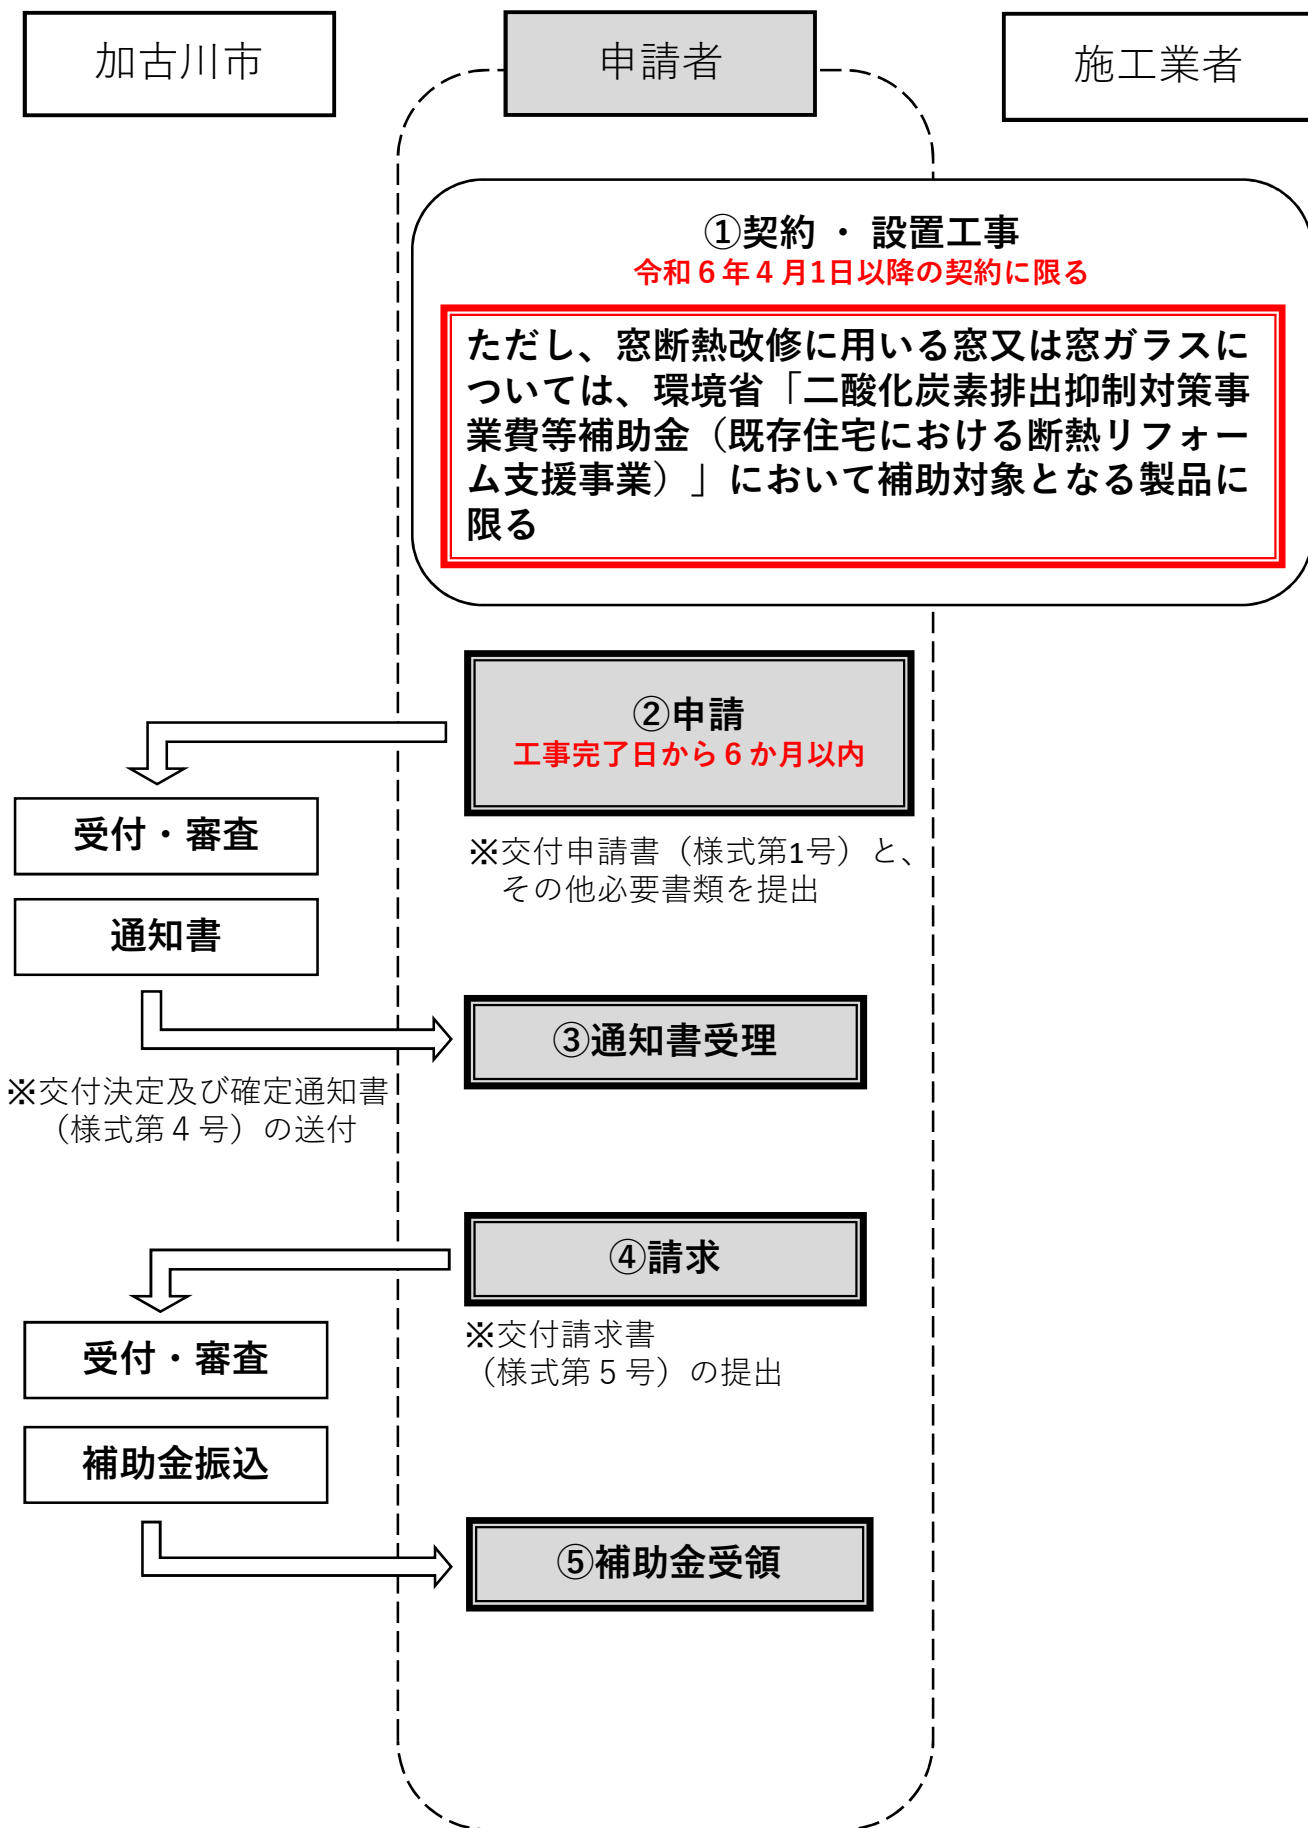 加古川市
申請者
施工業者
①契約 ・ 設置工事
令和６年４月1日以降の契約に限る
ただし、窓断熱改修に用いる窓又は窓ガラスに
ついては、環境省「二酸化炭素排出抑制対策事
業費等補助金（既存住宅における断熱リフォー
ム支援事業）」において補助対象となる製品に
限る
②申請
工事完了日から６か月以内
※交付申請書（様式第1号）と、
その他必要書類を提出
受付・審査
通知書
③通知書受理
※交付決定及び確定通知書
（様式第４号）の送付
④請求
※交付請求書
（様式第５号）の提出
受付・審査
補助金振込
⑤補助金受領